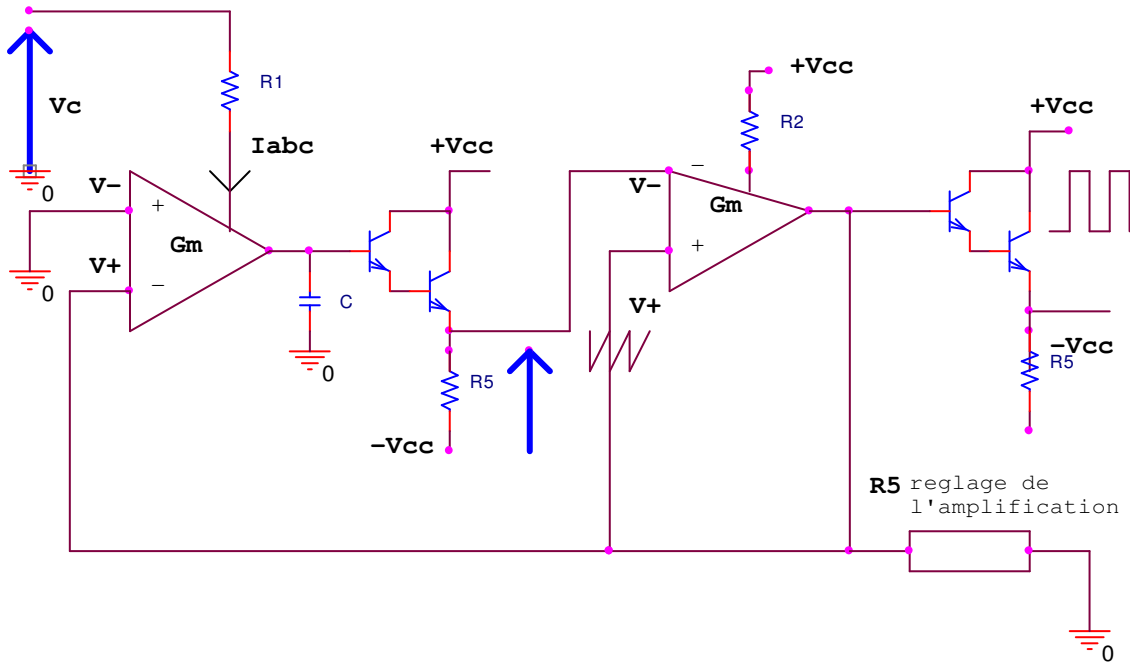 +Vcc
R1
R2
+Vcc
Vc
Iabc
+Vcc
V−
−
V−
0
+
Gm
Gm
V+
+
0
−
C
V+
0
R5
−Vcc
R5
−Vcc
R5 reglage de
l'amplification
0